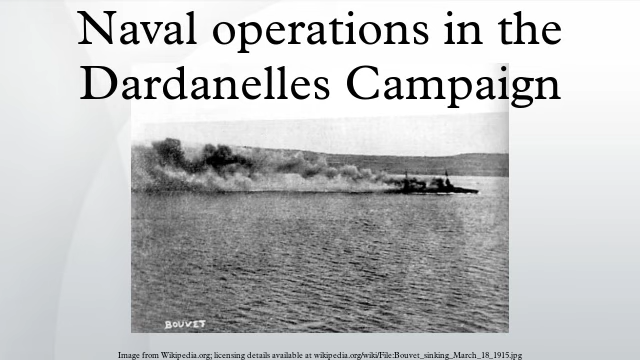 Naval operations in the
Dardanelles Campaign
BOUVET
Image from Wikipedia.org; licensing details available at wikipedia.org/wiki/File:Bouvet_sinking_March_18_1915.jpg